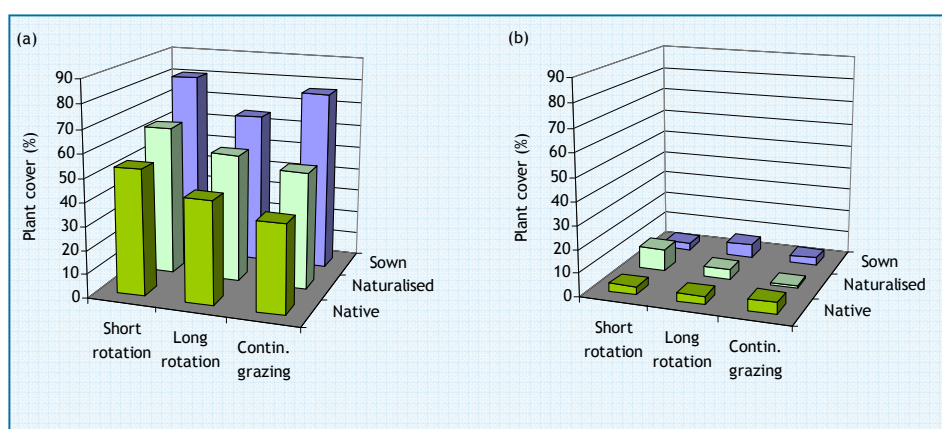 (a)
Plant cover (%)
90
80
70
60
50
40
30
20
10
0
Short
rotation
Long
rotation
Contin.
grazing
Sown
Naturalised
Native
(b)
Plant cover (%)
90
80
70
60
50
40
30
20
10
0
Short
rotation
Long
rotation
Contin.
grazing
Sown
Naturalised
Native